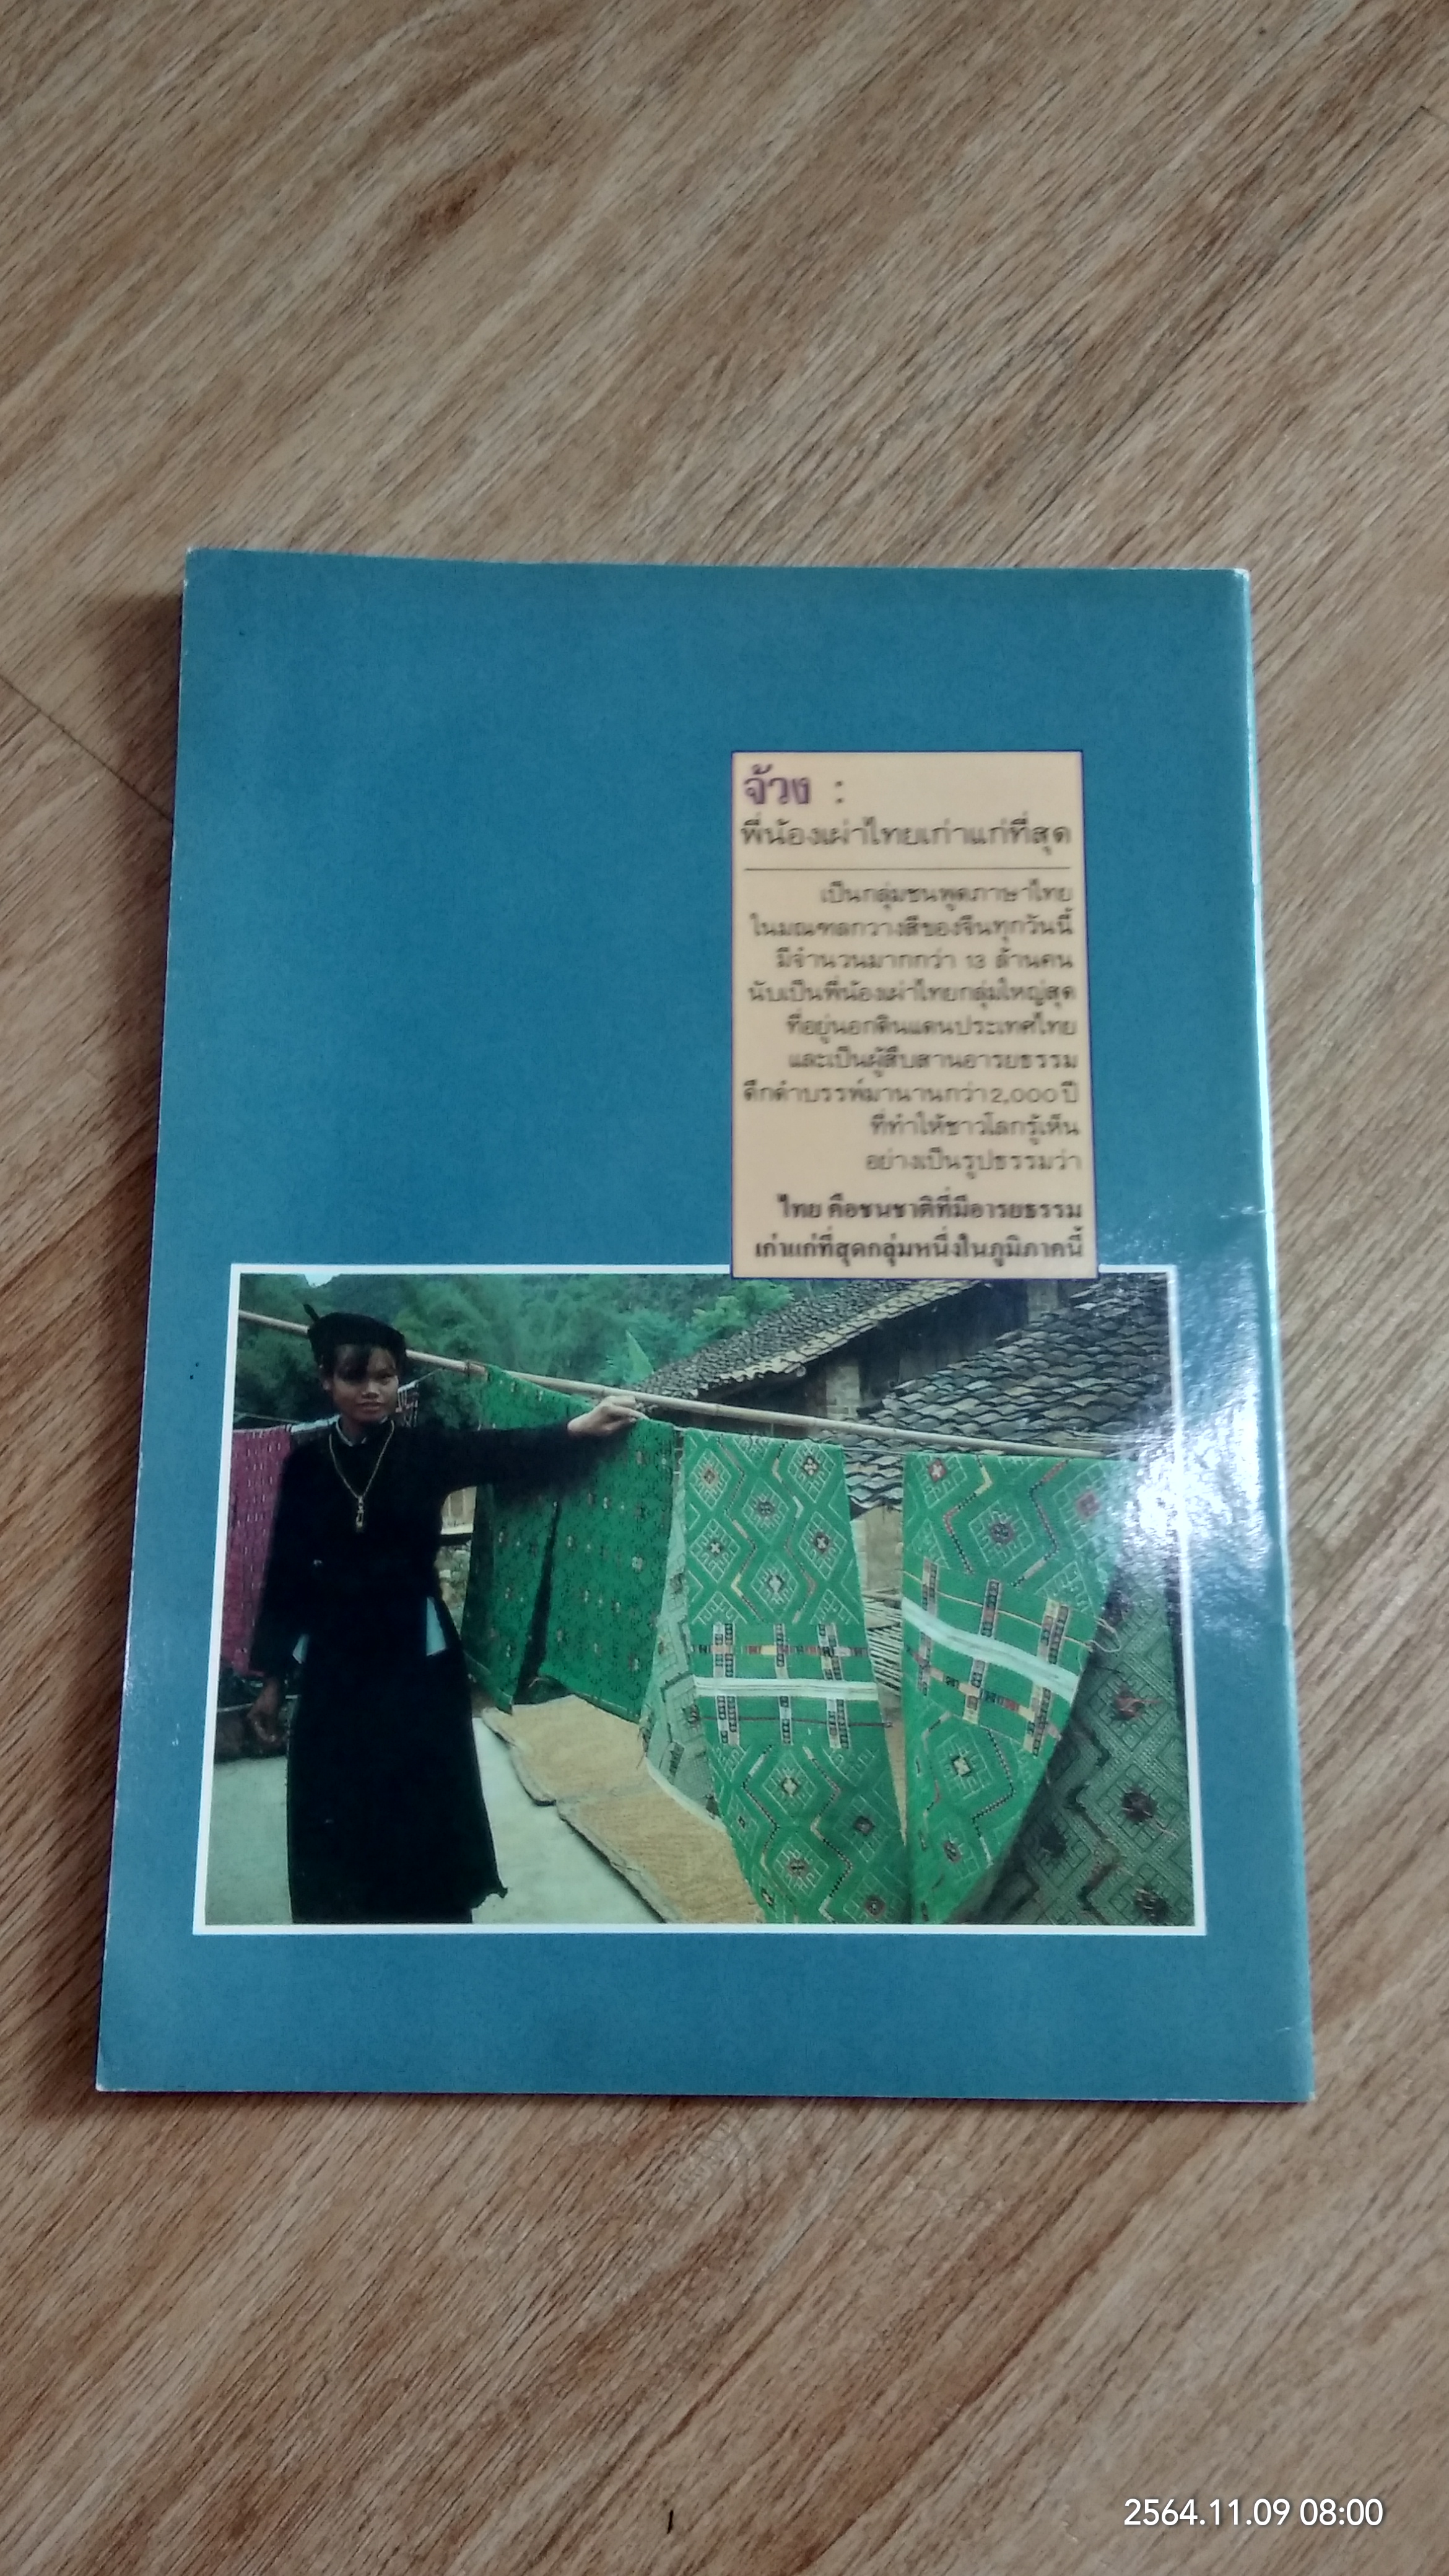 จ้วง :
พี่น้องเผ่าไทยเก่าแก่ที่สุด
เป็นกลุ่มชนพูดภาษาไทย
ในมณฑลกวางสีของจีนทุกวันนี้
มีจำนวนมากกว่า 13 ล้านคน
นับเป็นพี่น้องเผ่าไทยกลุ่มใหญ่สุด
ที่อยู่นอกดินแดนประเทศไทย
และเป็นผู้สืบสานอารยธรรม
ดึกดำบรรพ์มานานกว่า 2,000 ปี
ที่ทำให้ชาวโลกรู้เห็น
อย่างเป็นรูปธรรมว่า
ไทย คือชนชาติที่มีอารยธรรม
เก่าแก่ที่สุดกลุ่มหนึ่งในภูมิภาคนี้
2564.11.09 08:00